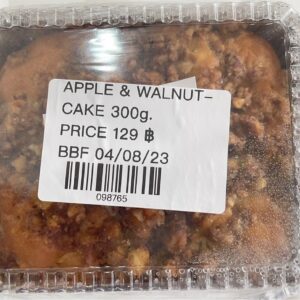 APPLE & WALNUT-
CAKE 300g.
PRICE 129 ฿
BBF 04/08/23
098765